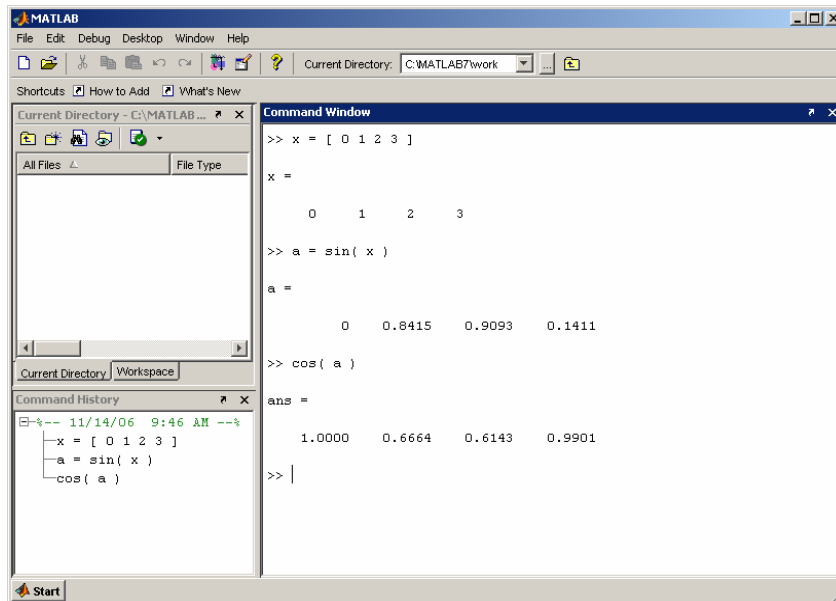 MATLAB
File Edit Debug Desktop Window Help
Current Directory: C:\MATLAB7\work ...
Shortcuts How to Add What's New
Current Directory - C:\MATLAB...
All Files File Type
Current Directory Workspace
Command History
%-- 11/14/06 9:46 AM --%
x = [ 0 1 2 3 ]
a = sin( x )
cos( a )
Command Window
>> x = [ 0 1 2 3 ]
x =
0 1 2 3
>> a = sin( x )
a =
0 0.8415 0.9093 0.1411
>> cos( a )
ans =
1.0000 0.6664 0.6143 0.9901
>>
Start